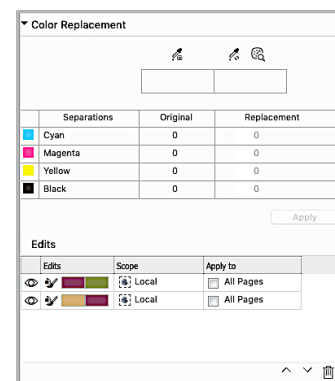 Color Replacement
Separations Original Replacement
Cyan 0 0
Magenta 0 0
Yellow 0 0
Black 0 0
Apply
Edits
Edits Scope Apply to
Local All Pages
Local All Pages